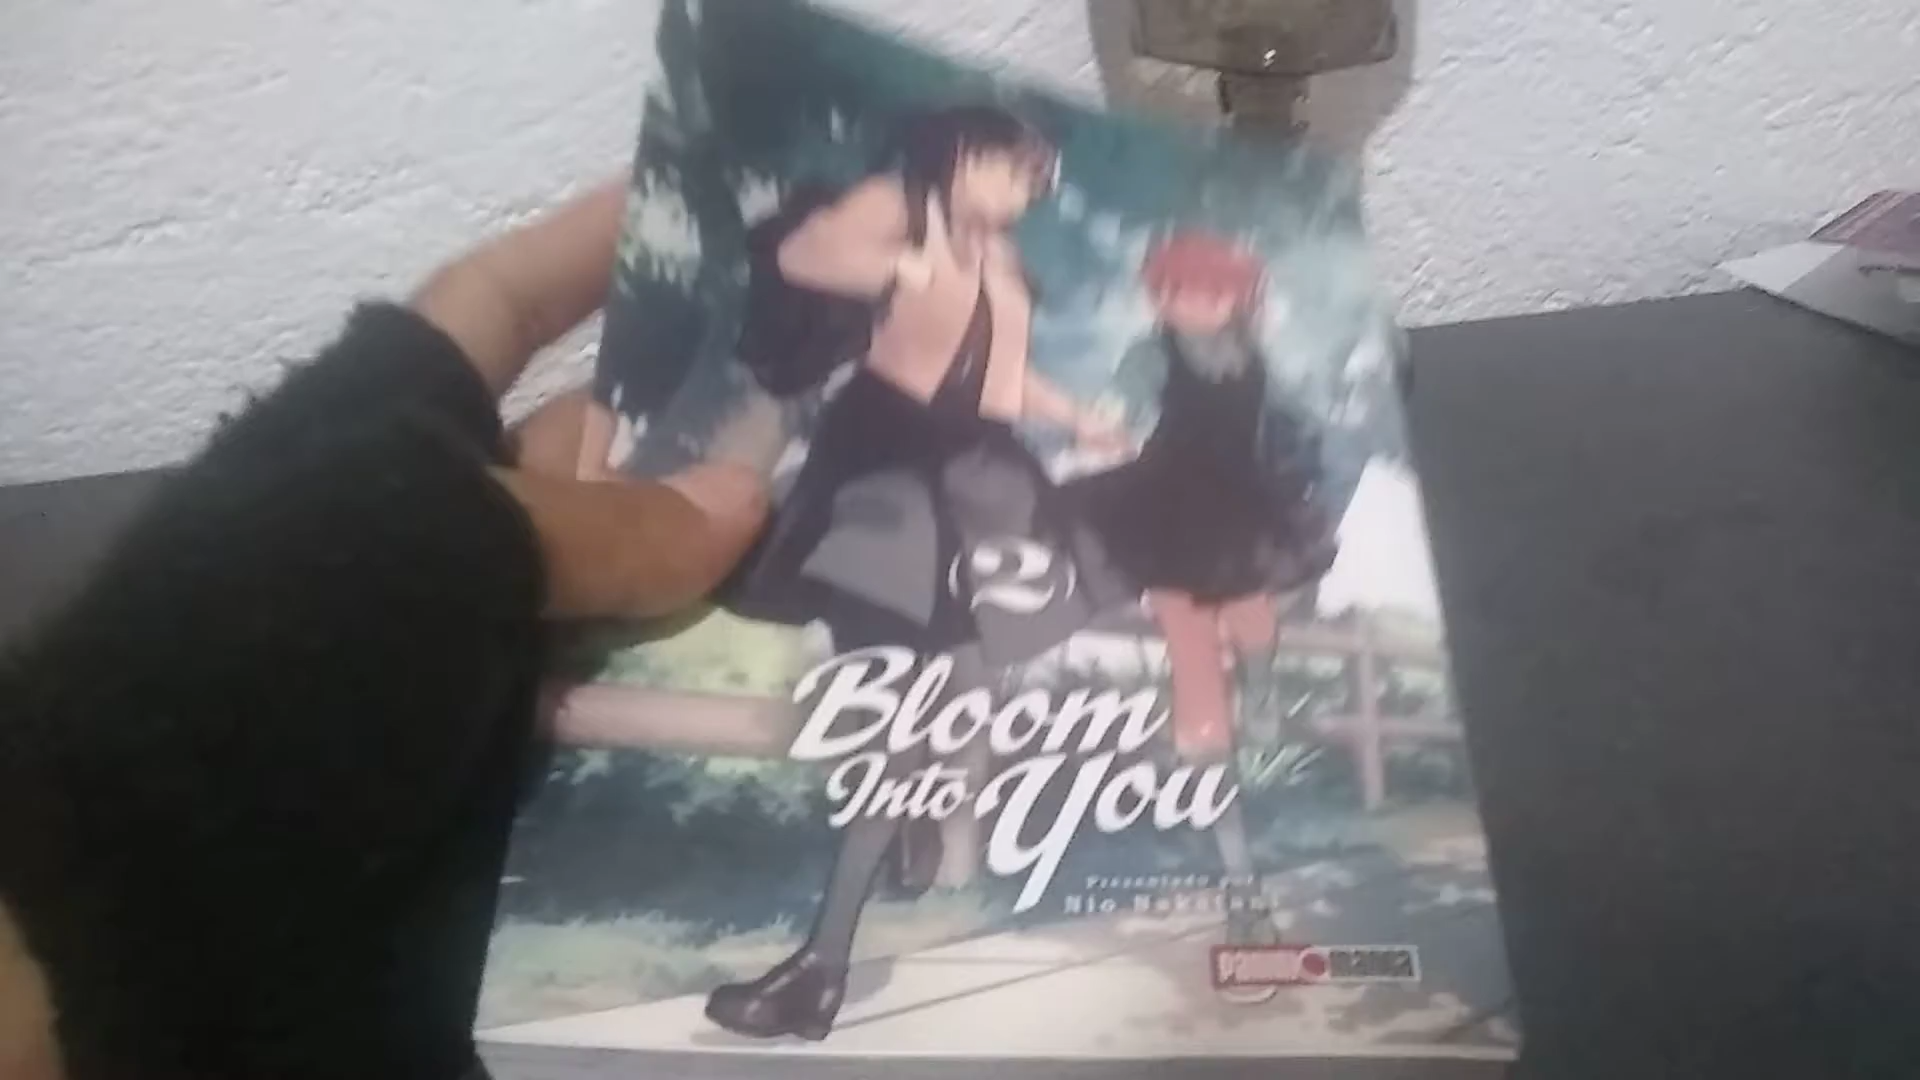 (2)
Bloom
Into You
Presentado por
Nio Nakatani
panini manga